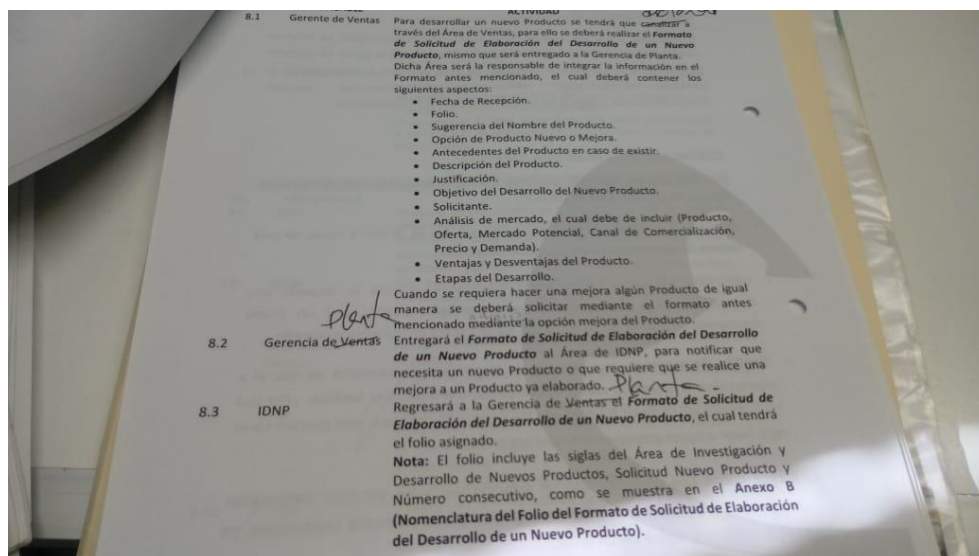 ACTIVIDAD
8.1 Gerente de Ventas Para desarrollar un nuevo Producto se tendrá que canalizar a
través del Área de Ventas, para ello se deberá realizar el Formato
de Solicitud de Elaboración del Desarrollo de un Nuevo
Producto, mismo que será entregado a la Gerencia de Planta.
Dicha Área será la responsable de integrar la información en el
Formato antes mencionado, el cual deberá contener los
siguientes aspectos:
• Fecha de Recepción.
• Folio.
• Sugerencia del Nombre del Producto.
• Opción de Producto Nuevo o Mejora.
• Antecedentes del Producto en caso de existir.
• Descripción del Producto.
• Justificación.
• Objetivo del Desarrollo del Nuevo Producto.
• Solicitante.
• Análisis de mercado, el cual debe de incluir (Producto,
Oferta, Mercado Potencial, Canal de Comercialización,
Precio y Demanda).
• Ventajas y Desventajas del Producto.
• Etapas del Desarrollo.
Cuando se requiera hacer una mejora algún Producto de igual
manera se deberá solicitar mediante el formato antes
Planta
mencionado mediante la opción mejora del Producto.
8.2 Gerencia de Ventas Entregará el Formato de Solicitud de Elaboración del Desarrollo
de un Nuevo Producto al Área de IDNP, para notificar que
necesita un nuevo Producto o que requiere que se realice una
mejora a un Producto ya elaborado. Planta
8.3 IDNP Regresará a la Gerencia de Ventas el Formato de Solicitud de
Elaboración del Desarrollo de un Nuevo Producto, el cual tendrá
el folio asignado.
Nota: El folio incluye las siglas del Área de Investigación y
Desarrollo de Nuevos Productos, Solicitud Nuevo Producto y
Número consecutivo, como se muestra en el Anexo B
(Nomenclatura del Folio del Formato de Solicitud de Elaboración
del Desarrollo de un Nuevo Producto).